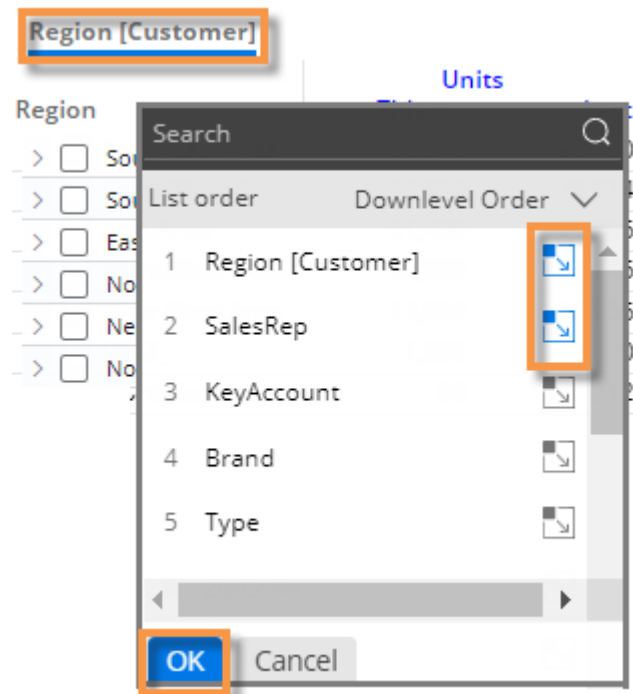 Region [Customer]
Units
Region
Search
List order Downlevel Order
1 Region [Customer]
2 SalesRep
3 KeyAccount
4 Brand
5 Type
OK Cancel